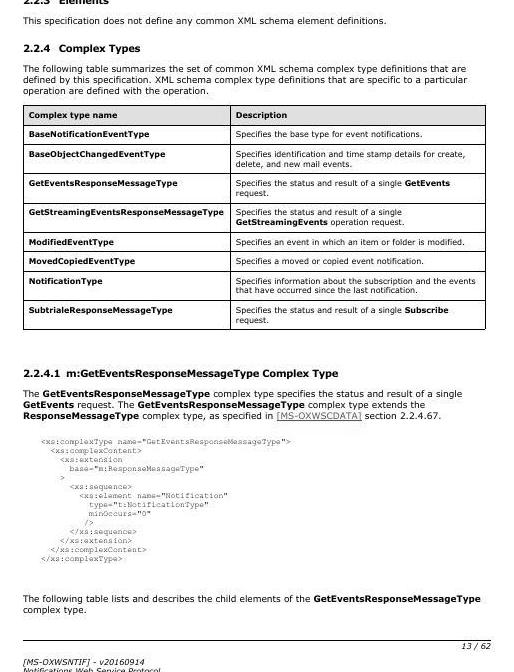 2.2.3 Elements
This specification does not define any common XML schema element definitions.
2.2.4 Complex Types
The following table summarizes the set of common XML schema complex type definitions that are
defined by this specification. XML schema complex type definitions that are specific to a particular
operation are defined with the operation.
Complex type name Description
BaseNotificationEventType Specifies the base type for event notifications.
BaseObjectChangedEventType Specifies identification and time stamp details for create,
delete, and new mail events.
GetEventsResponseMessageType Specifies the status and result of a single GetEvents
request.
GetStreamingEventsResponseMessageType Specifies the status and result of a single
GetStreamingEvents operation request.
ModifiedEventType Specifies an event in which an item or folder is modified.
MovedCopiedEventType Specifies a moved or copied event notification.
NotificationType Specifies information about the subscription and the events
that have occurred since the last notification.
SubtrialeResponseMessageType Specifies the status and result of a single Subscribe
request.
2.2.4.1 m:GetEventsResponseMessageType Complex Type
The GetEventsResponseMessageType complex type specifies the status and result of a single
GetEvents request. The GetEventsResponseMessageType complex type extends the
ResponseMessageType complex type, as specified in [MS-OXWSCDATA] section 2.2.4.67.
<xs:complexType name="GetEventsResponseMessageType">
<xs:complexContent>
<xs:extension
base="m:ResponseMessageType"
>
<xs:sequence>
<xs:element name="Notification"
type="t:NotificationType"
minOccurs="0"
/>
</xs:sequence>
</xs:extension>
</xs:complexContent>
</xs:complexType>
The following table lists and describes the child elements of the GetEventsResponseMessageType
complex type.
13 / 62
[MS-OXWSNTIF] - v20160914
Notifications Web Service Protocol